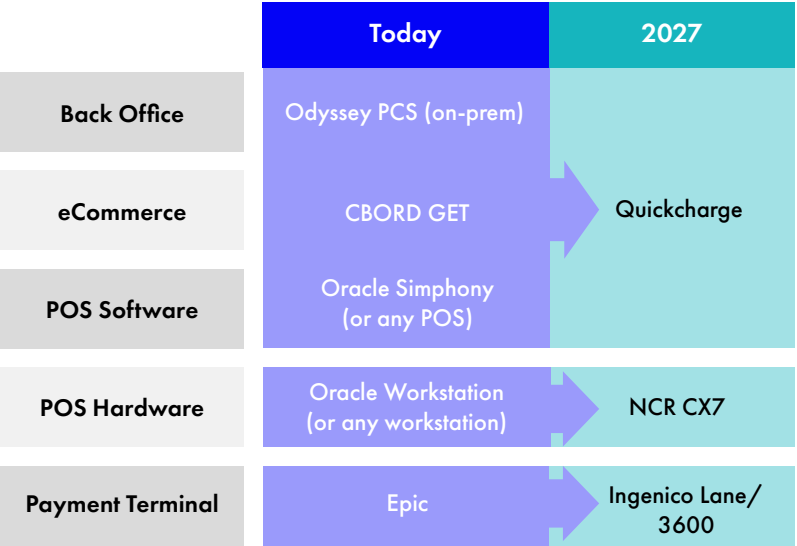 Today
2027
Back Office
Odyssey PCS (on-prem)
eCommerce
CBORD GET
Quickcharge
POS Software
Oracle Simphony
(or any POS)
POS Hardware
Oracle Workstation
(or any workstation)
NCR CX7
Payment Terminal
Epic
Ingenico Lane/
3600